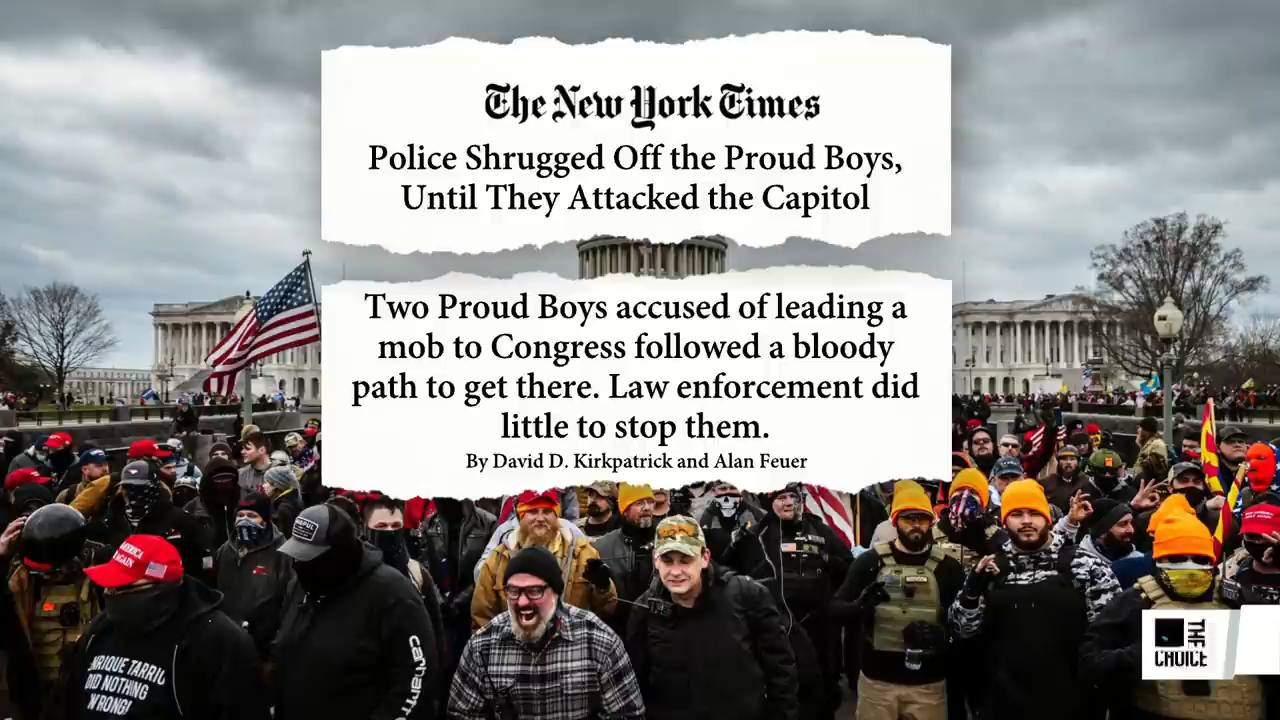 The New York Times
Police Shrugged Off the Proud Boys,
Until They Attacked the Capitol
Two Proud Boys accused of leading a
mob to Congress followed a bloody
path to get there. Law enforcement did
little to stop them.
By David D. Kirkpatrick and Alan Feuer
ENRIQUE TARRIO
DID NOTHING
WRONG!
carhartt
THE
CHOICE